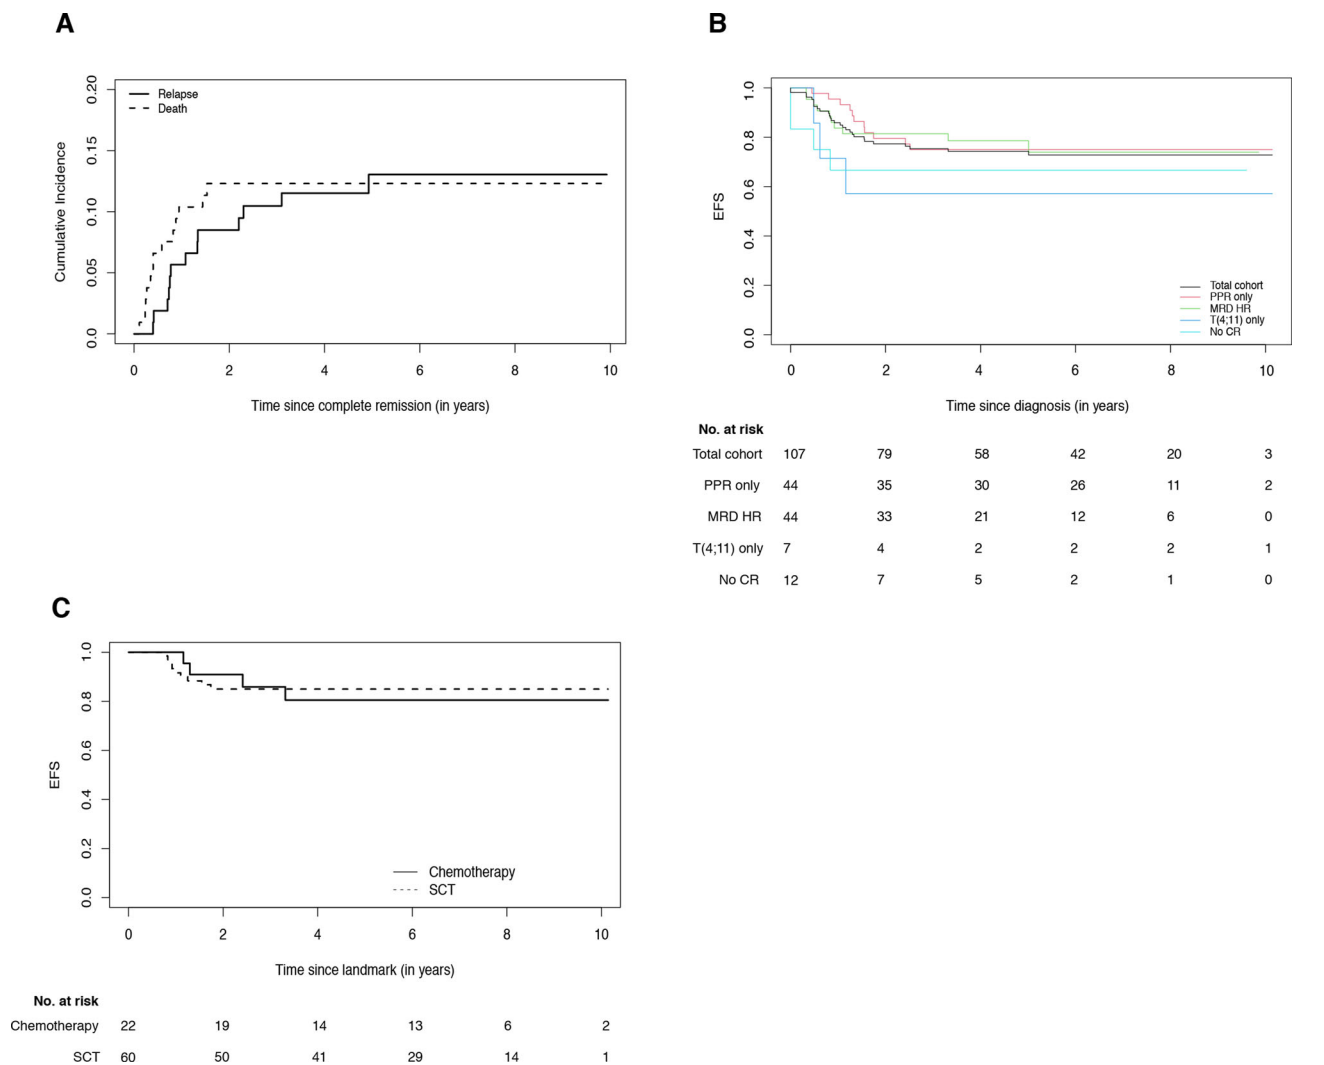 A
B
Cumulative Incidence
0.20
0.15
0.10
0.05
0.0
Relapse
Death
0 2 4 6 8 10
Time since complete remission (in years)
EFS
1.0
0.8
0.6
0.4
0.2
0.0
Total cohort
PPR only
MRD HR
T(4;11) only
No CR
0 2 4 6 8 10
Time since diagnosis (in years)
No. at risk
Total cohort 107 79 58 42 20 3
PPR only 44 35 30 26 11 2
MRD HR 44 33 21 12 6 0
T(4;11) only 7 4 2 2 2 1
No CR 12 7 5 2 1 0
C
EFS
1.0
0.8
0.6
0.4
0.2
0.0
Chemotherapy
SCT
0 2 4 6 8 10
Time since landmark (in years)
No. at risk
Chemotherapy 22 19 14 13 6 2
SCT 60 50 41 29 14 1